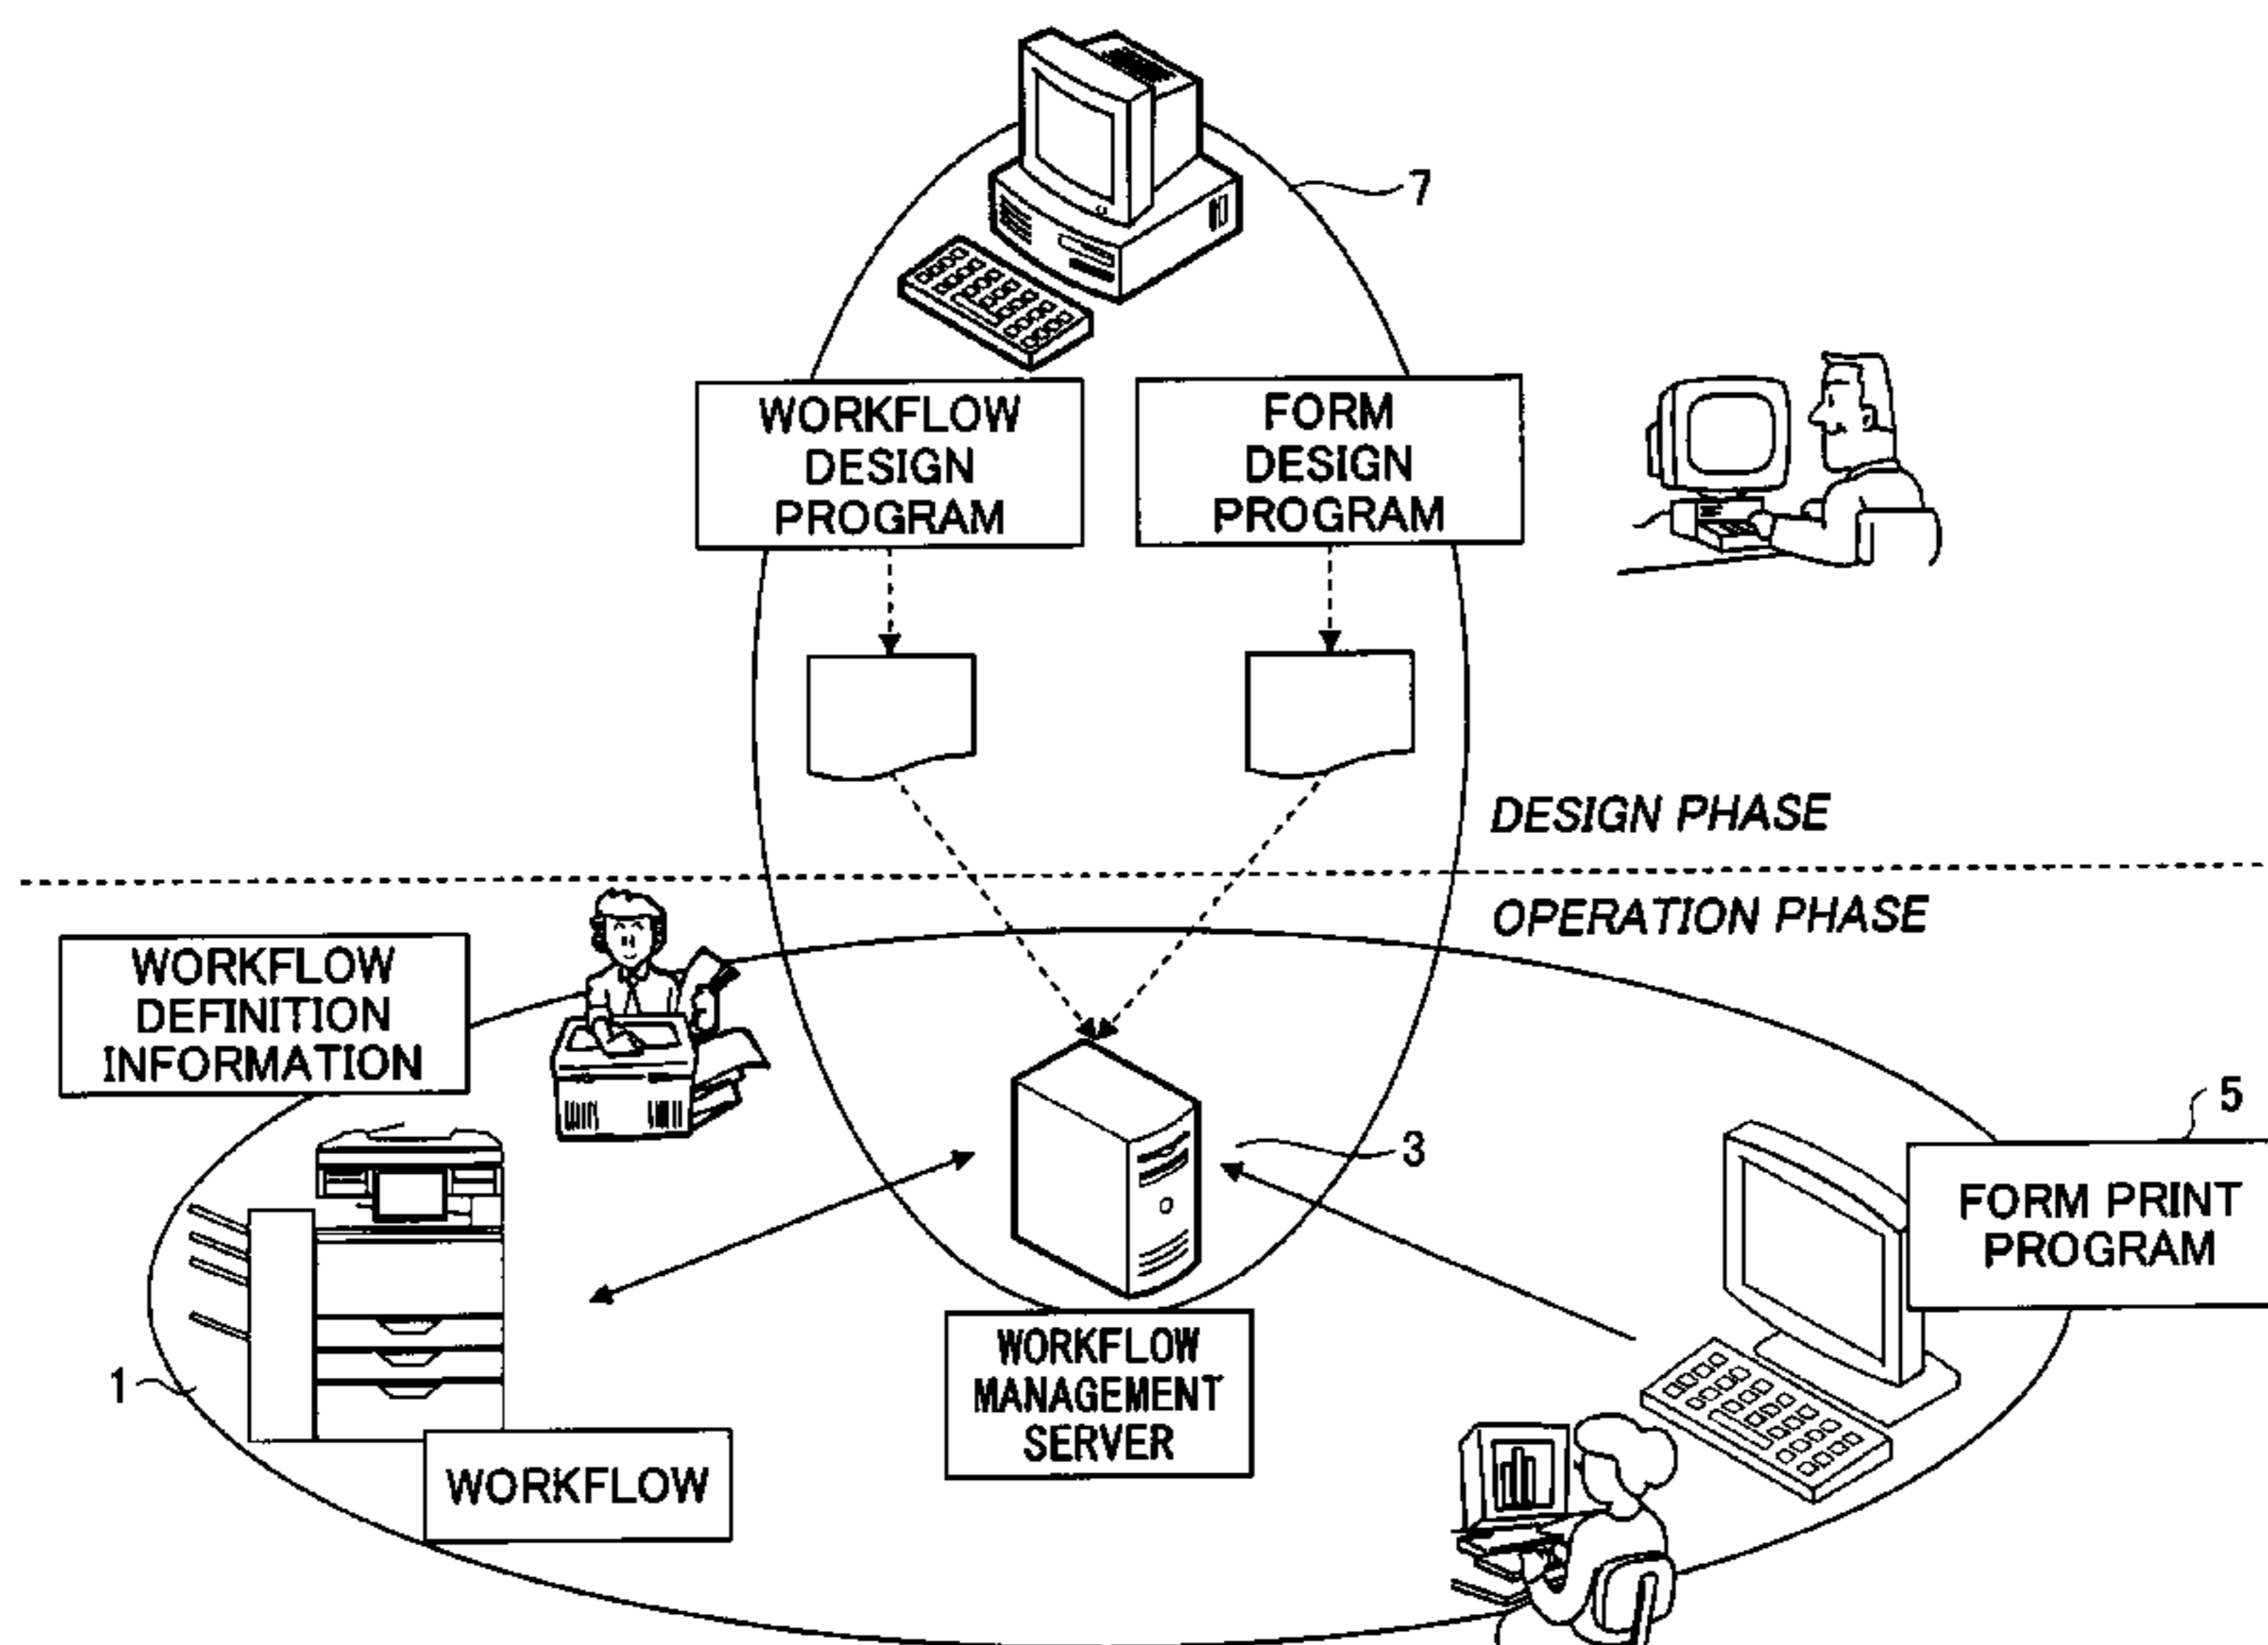 7
WORKFLOW
DESIGN
PROGRAM
FORM
DESIGN
PROGRAM
DESIGN PHASE
OPERATION PHASE
WORKFLOW
DEFINITION
INFORMATION
5
3
FORM PRINT
PROGRAM
1
WORKFLOW
MANAGEMENT
SERVER
WORKFLOW